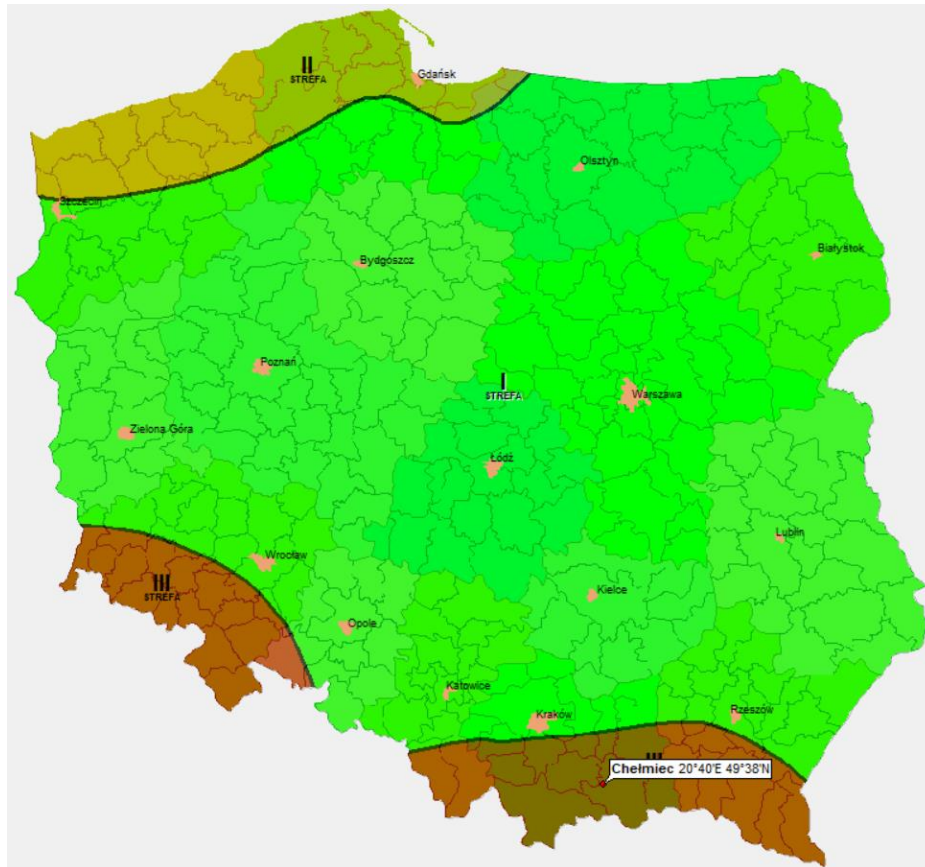 II
STREFA
Gdańsk
Olsztyn
Szczecin
Białystok
Bydgoszcz
Poznań
I
STREFA
Warszawa
Zielona Góra
Łódź
Lublin
Wrocław
III
STREFA
Kielce
Opole
Katowice
Rzeszów
Kraków
III
Chełmiec 20°40'E 49°38'N